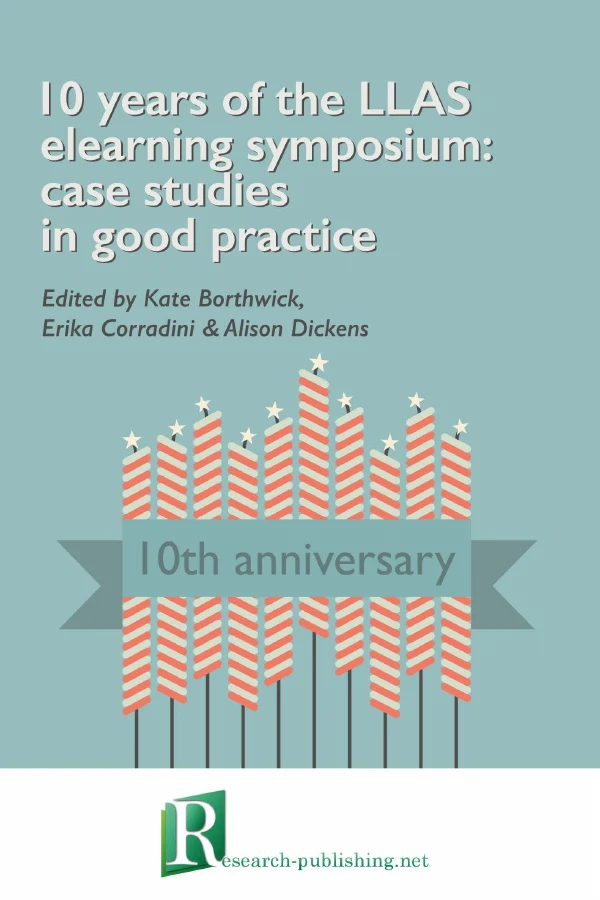 10 years of the LLAS
elearning symposium:
case studies
in good practice
Edited by Kate Borthwick,
Erika Corradini & Alison Dickens
10th anniversary
Research-publishing.net